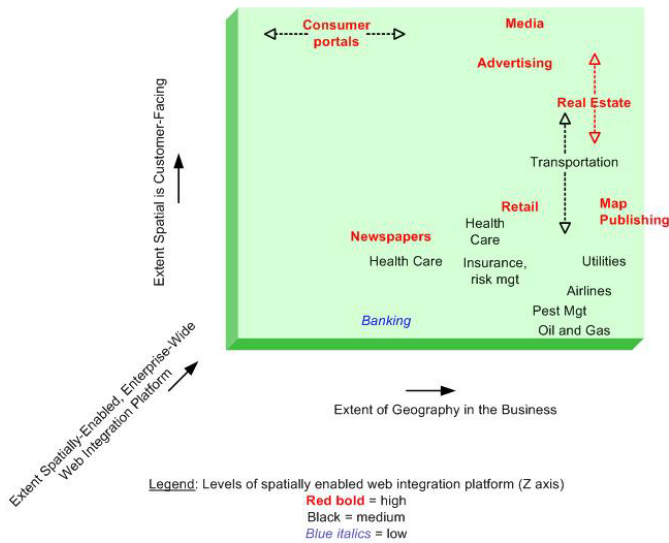 Consumer
portals
Media
Advertising
Real Estate
Transportation
Retail
Map
Publishing
Health
Care
Newspapers
Health Care
Insurance,
risk mgt
Utilities
Airlines
Pest Mgt
Banking
Oil and Gas
Extent Spatial is Customer-Facing
Extent Spatially-Enabled, Enterprise-Wide
Web Integration Platform
Extent of Geography in the Business
Legend: Levels of spatially enabled web integration platform (Z axis)
Red bold = high
Black = medium
Blue italics = low